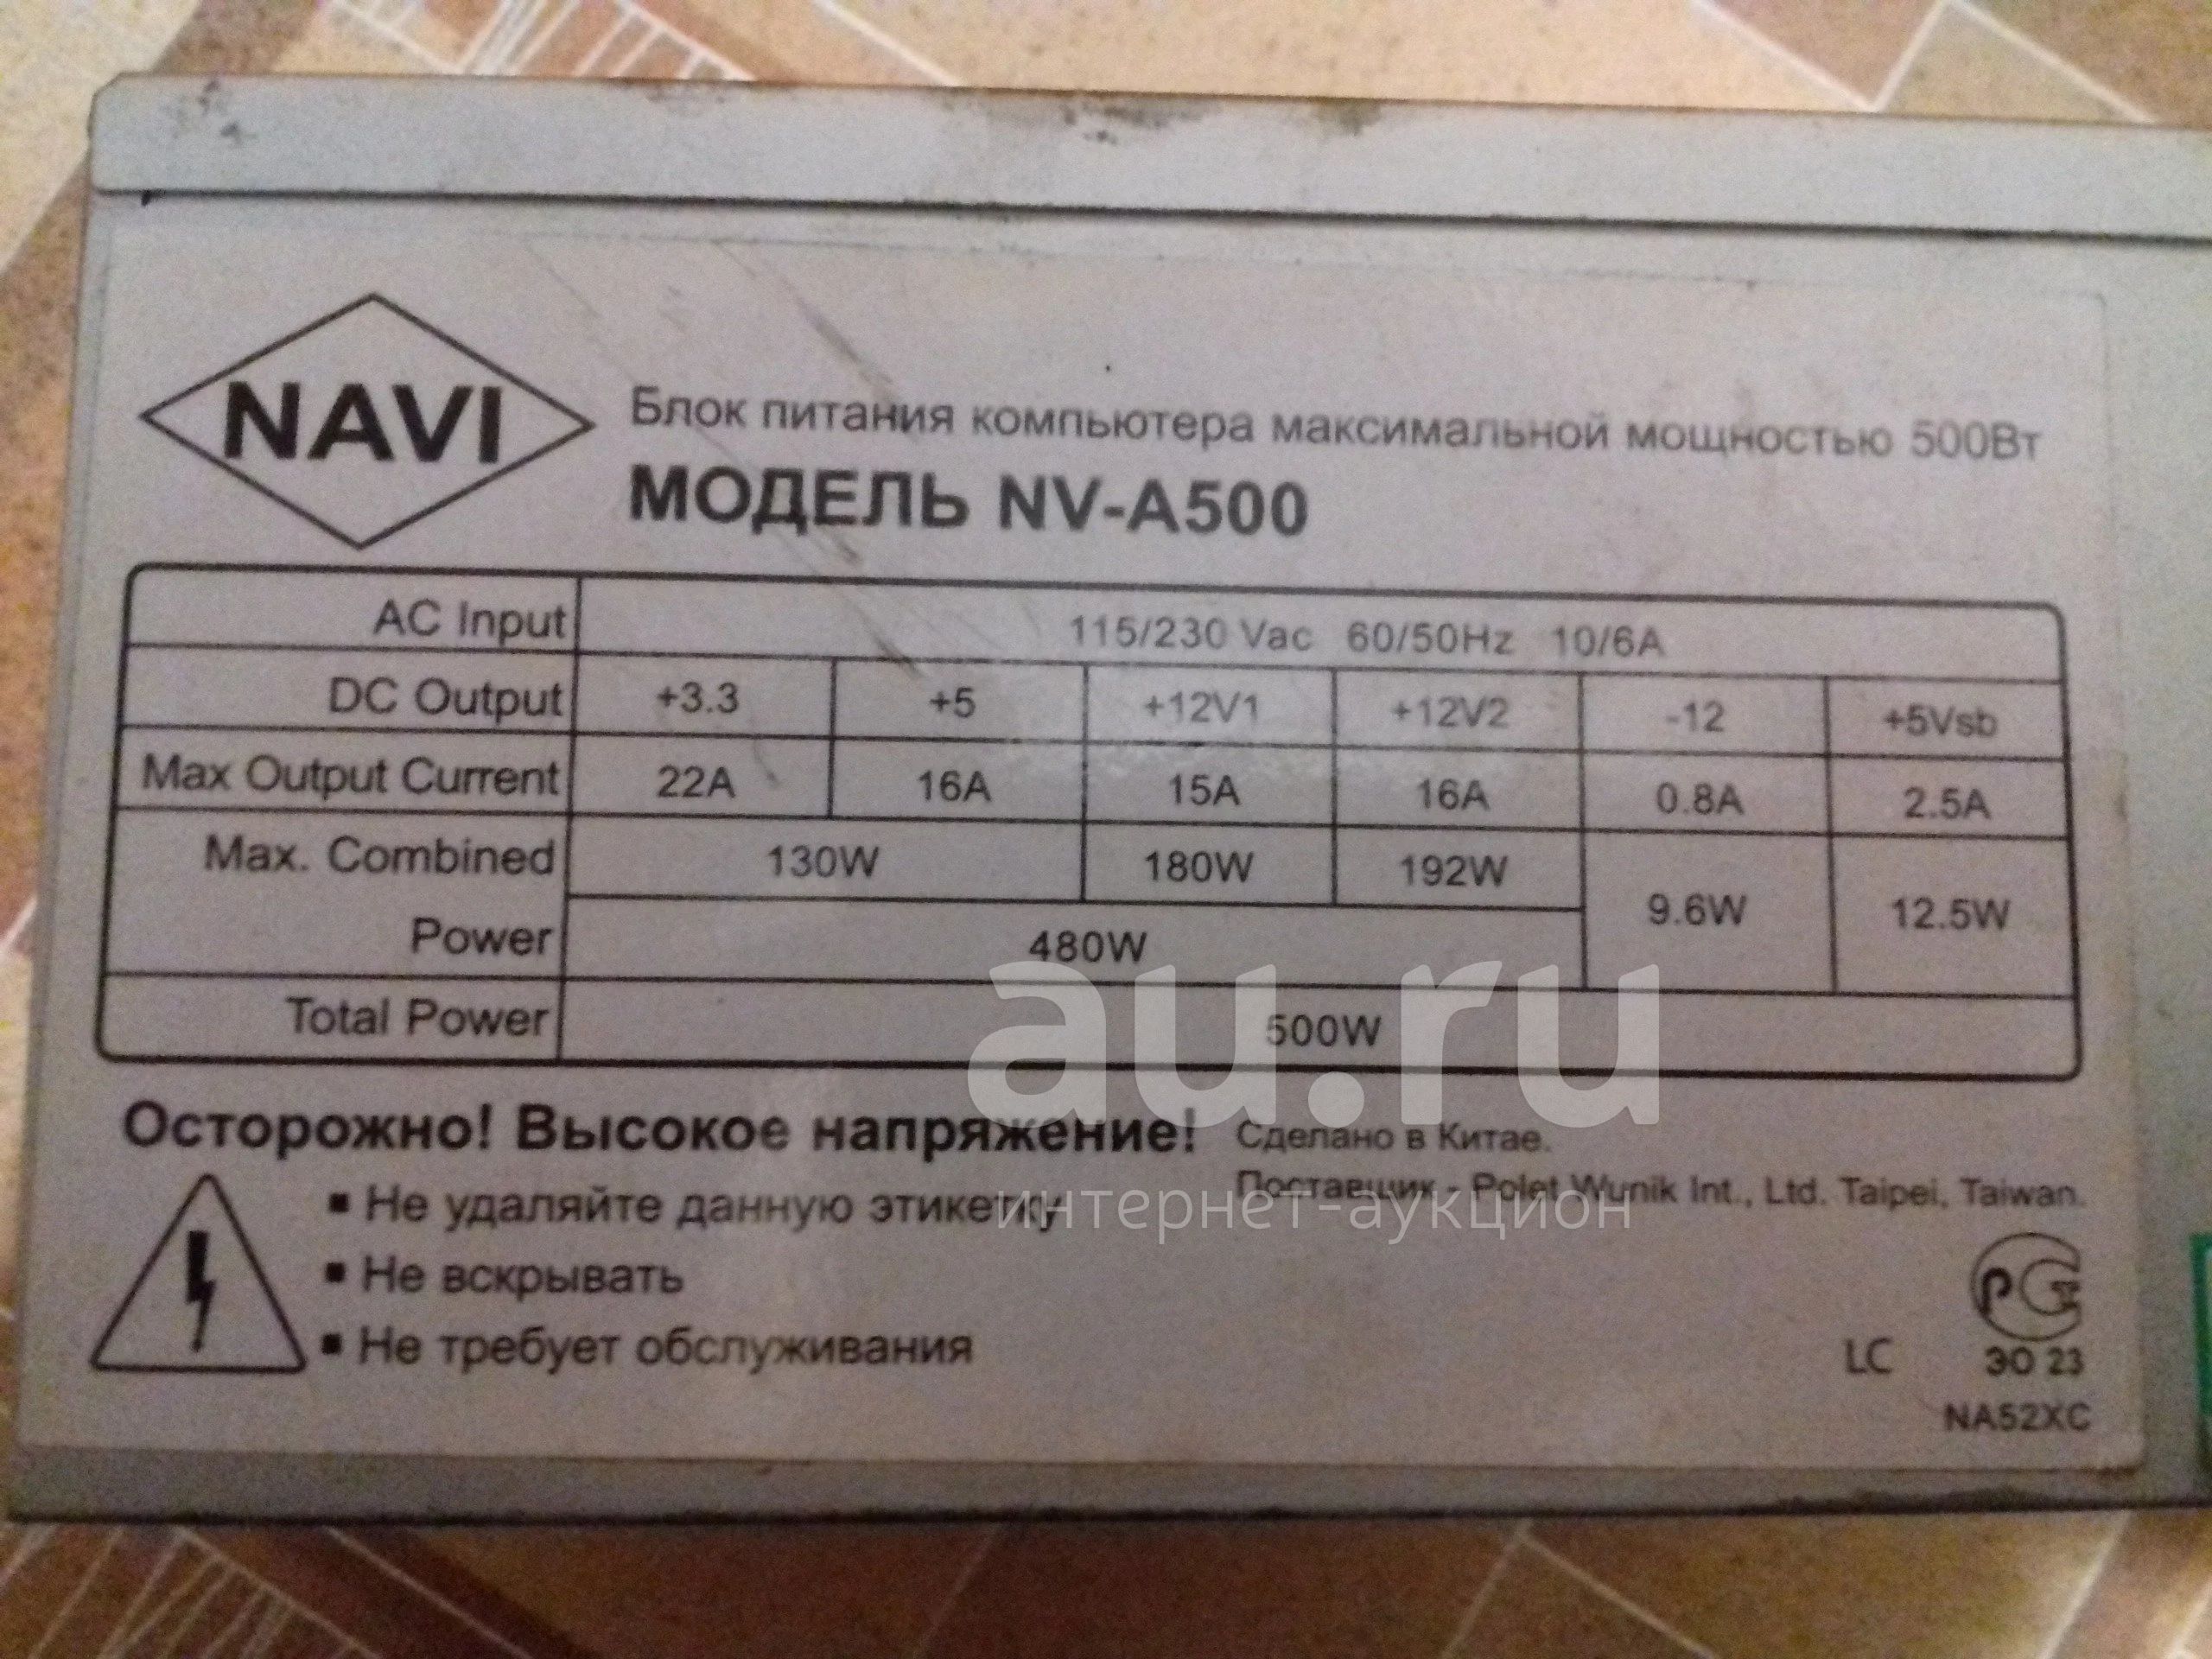 NAVI
Блок питания компьютера максимальной мощностью 500Вт
МОДЕЛЬ NV-A500
AC Input 115/230 Vac 60/50Hz 10/6A
DC Output +3.3 +5 +12V1 +12V2 -12 +5Vsb
Max Output Current 22A 16A 15A 16A 0.8A 2.5A
Max. Combined 130W 180W 192W 9.6W 12.5W
Power 480W
Total Power 500W
au.ru
Осторожно! Высокое напряжение! Сделано в Китае.
Поставщик - Polet Wunik Int., Ltd. Taipei, Taiwan.
интернет-аукцион
▪ Не удаляйте данную этикетку
▪ Не вскрывать
▪ Не требует обслуживания
LC ЭО 23
NA52XC